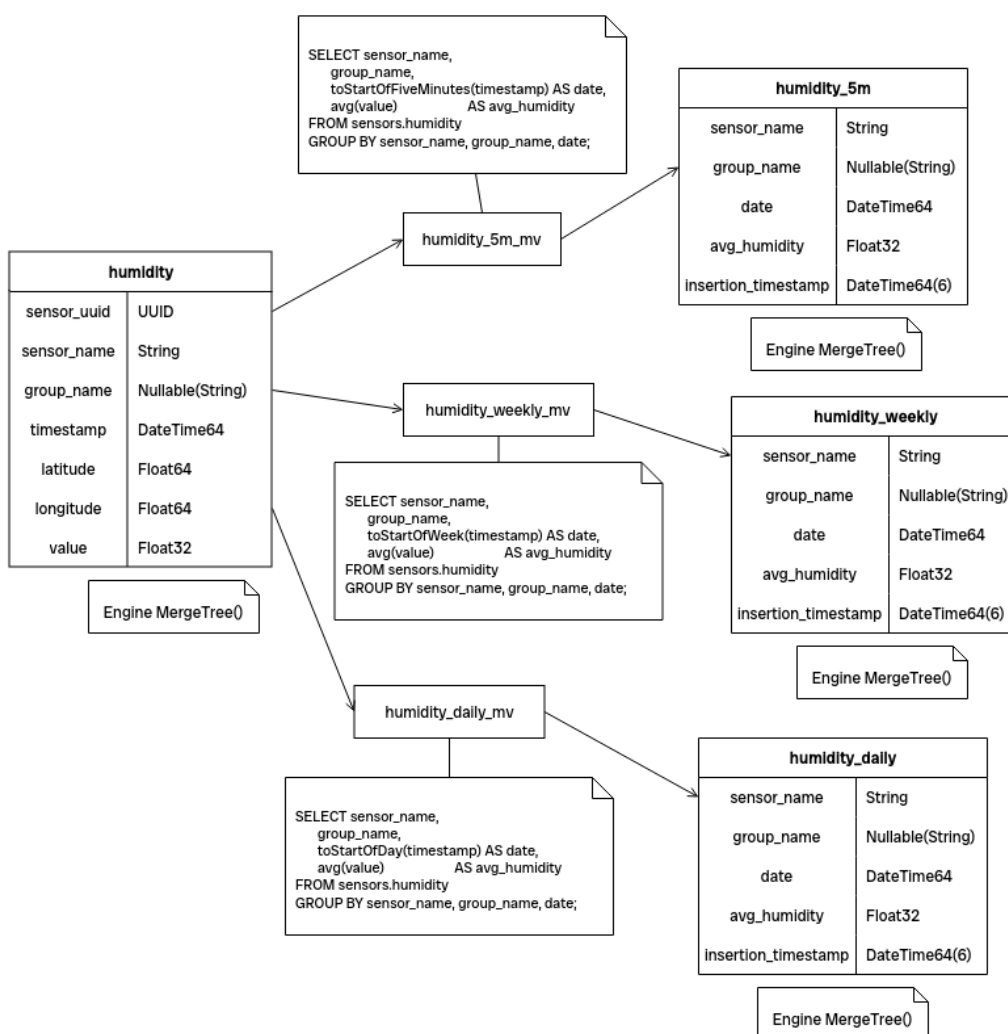 SELECT sensor_name,
group_name,
toStartOfFiveMinutes(timestamp) AS date,
avg(value) AS avg_humidity
FROM sensors.humidity
GROUP BY sensor_name, group_name, date;
humidity_5m
sensor_name String
group_name Nullable(String)
date DateTime64
avg_humidity Float32
insertion_timestamp DateTime64(6)
Engine MergeTree()
humidity_5m_mv
humidity
sensor_uuid UUID
sensor_name String
group_name Nullable(String)
timestamp DateTime64
latitude Float64
longitude Float64
value Float32
Engine MergeTree()
humidity_weekly_mv
SELECT sensor_name,
group_name,
toStartOfWeek(timestamp) AS date,
avg(value) AS avg_humidity
FROM sensors.humidity
GROUP BY sensor_name, group_name, date;
humidity_weekly
sensor_name String
group_name Nullable(String)
date DateTime64
avg_humidity Float32
insertion_timestamp DateTime64(6)
Engine MergeTree()
humidity_daily_mv
SELECT sensor_name,
group_name,
toStartOfDay(timestamp) AS date,
avg(value) AS avg_humidity
FROM sensors.humidity
GROUP BY sensor_name, group_name, date;
humidity_daily
sensor_name String
group_name Nullable(String)
date DateTime64
avg_humidity Float32
insertion_timestamp DateTime64(6)
Engine MergeTree()